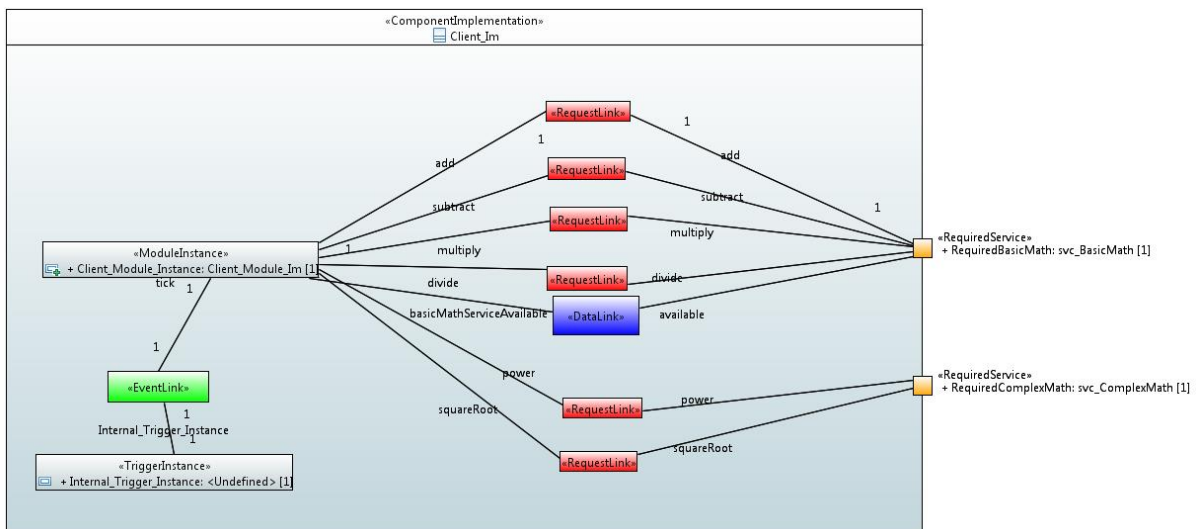 «ComponentImplementation»
Client_Im
«RequestLink»
1
1
add
add
«RequestLink»
subtract
subtract
1
«RequestLink»
multiply
multiply
1
«ModuleInstance»
+ Client_Module_Instance: Client_Module_Im [1]
«RequiredService»
+ RequiredBasicMath: svc_BasicMath [1]
«RequestLink»
divide
divide
tick
1
basicMathServiceAvailable
«DataLink»
available
1
«EventLink»
power
«RequestLink»
power
«RequiredService»
+ RequiredComplexMath: svc_ComplexMath [1]
1
Internal_Trigger_Instance
1
squareRoot
squareRoot
«RequestLink»
«TriggerInstance»
+ Internal_Trigger_Instance: <Undefined> [1]